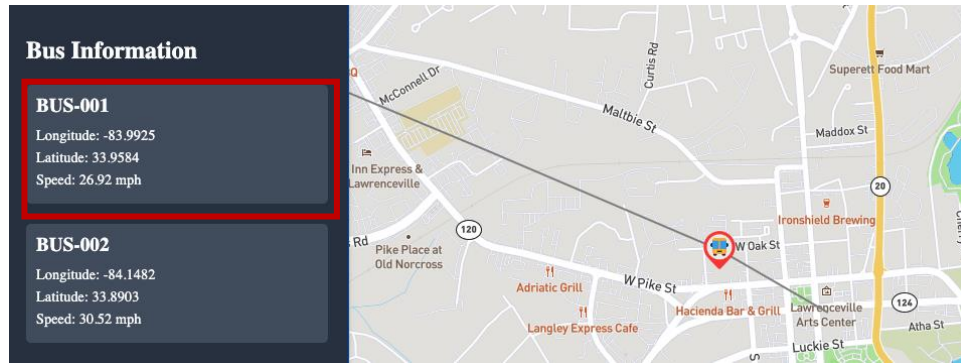 Bus Information
BUS-001
Longitude: -83.9925
Latitude: 33.9584
Speed: 26.92 mph
BUS-002
Longitude: -84.1482
Latitude: 33.8903
Speed: 30.52 mph
Q
McConnell Dr
Curtis Rd
Superett Food Mart
Maltbie St
Maddox St
Inn Express &
Lawrenceville
20
Ironshield Brewing
120
Rd
Pike Place at
Old Norcross
W Oak St
Adriatic Grill
W Pike St
Hacienda Bar & Grill
Lawrenceville
Arts Center
124
Langley Express Cafe
Atha St
Luckie St
S